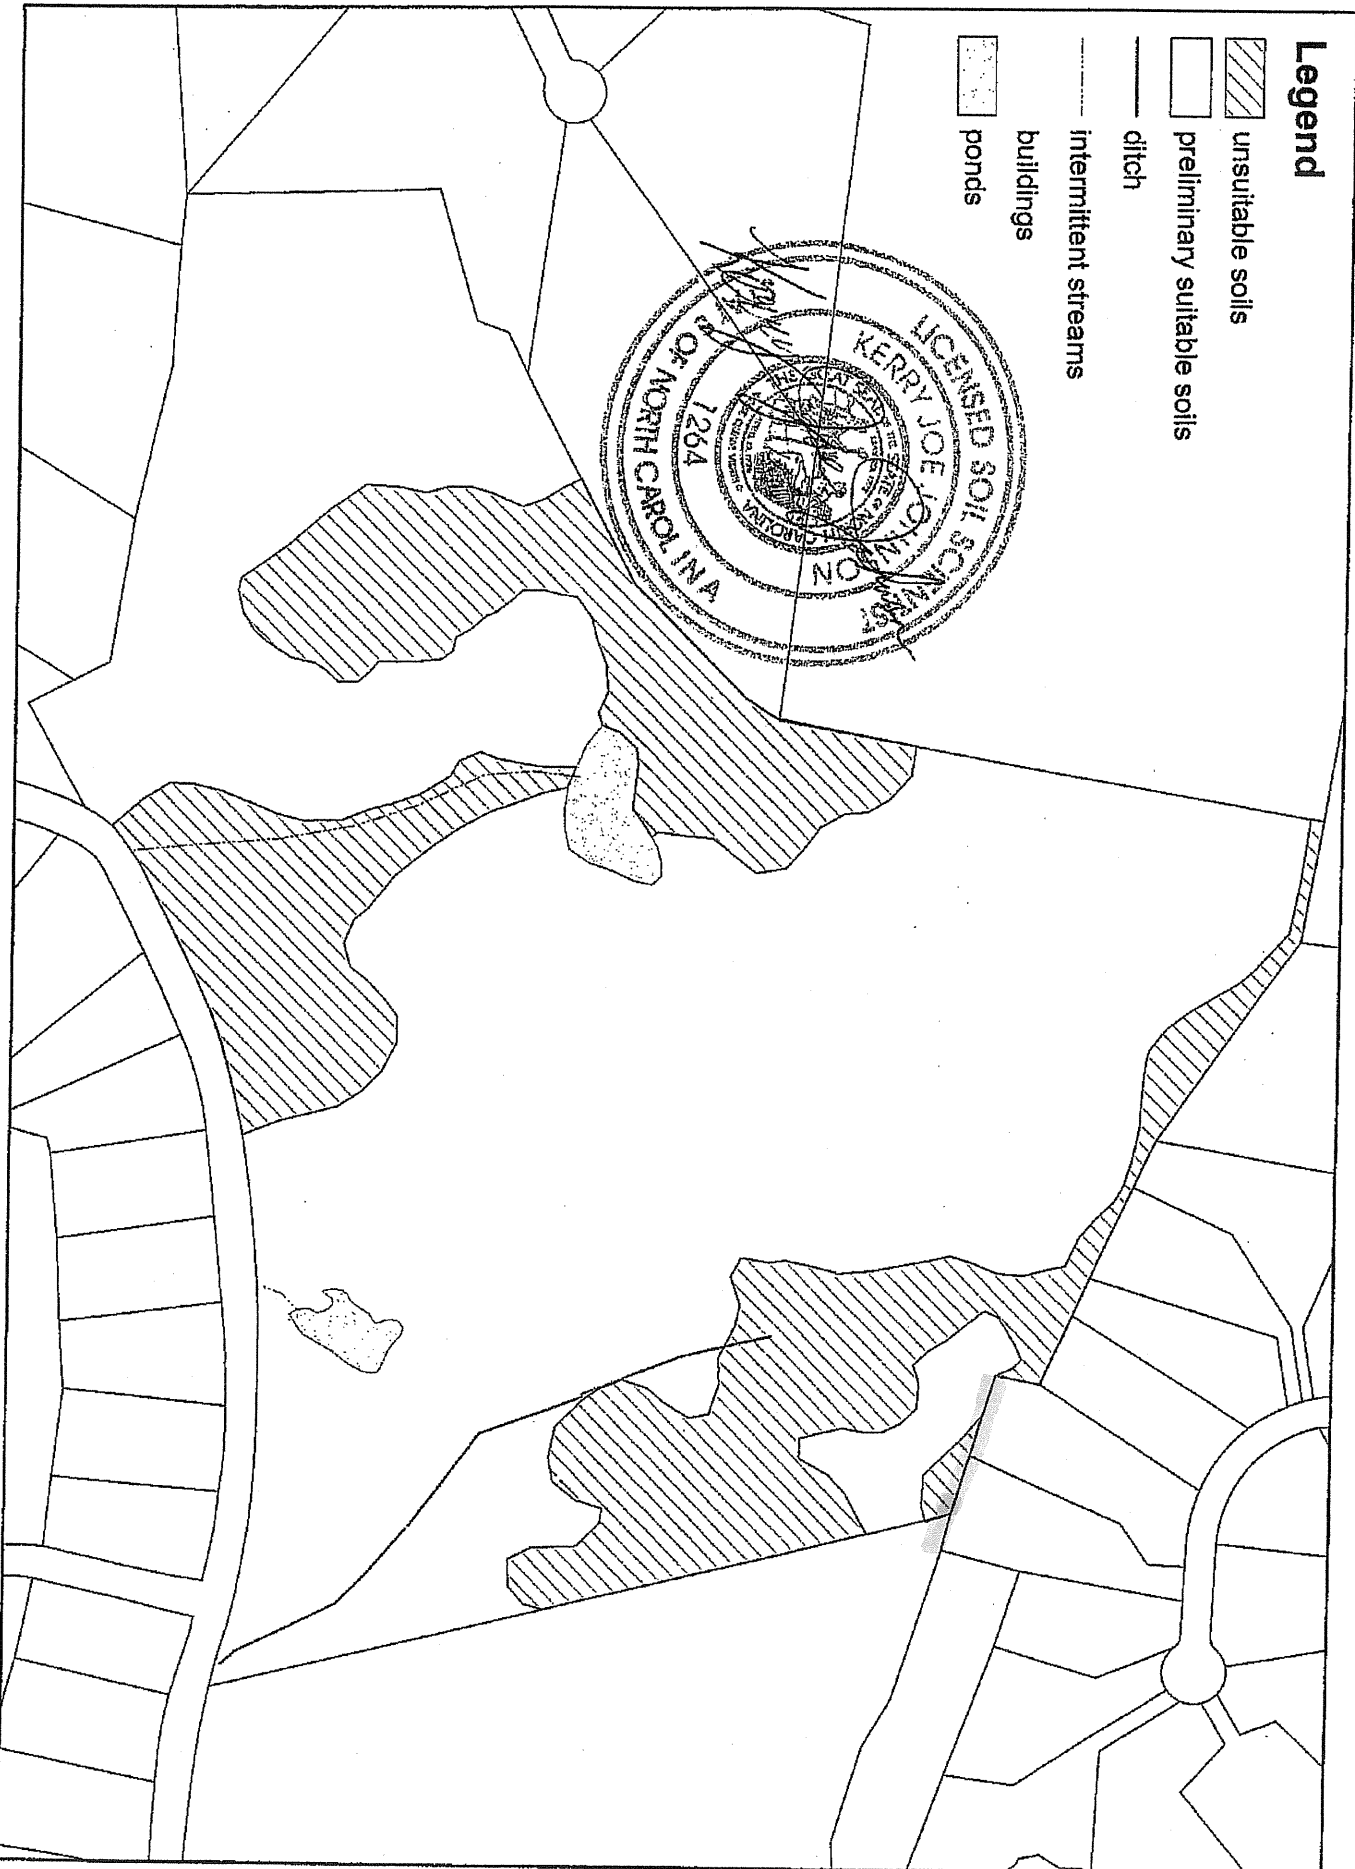 Legend
unsuitable soils
preliminary suitable soils
ditch
intermittent streams
buildings
ponds
LICENSED SOIL SCIENTIST
KERRY JOE JOHNSON
1264
OF NORTH CAROLINA